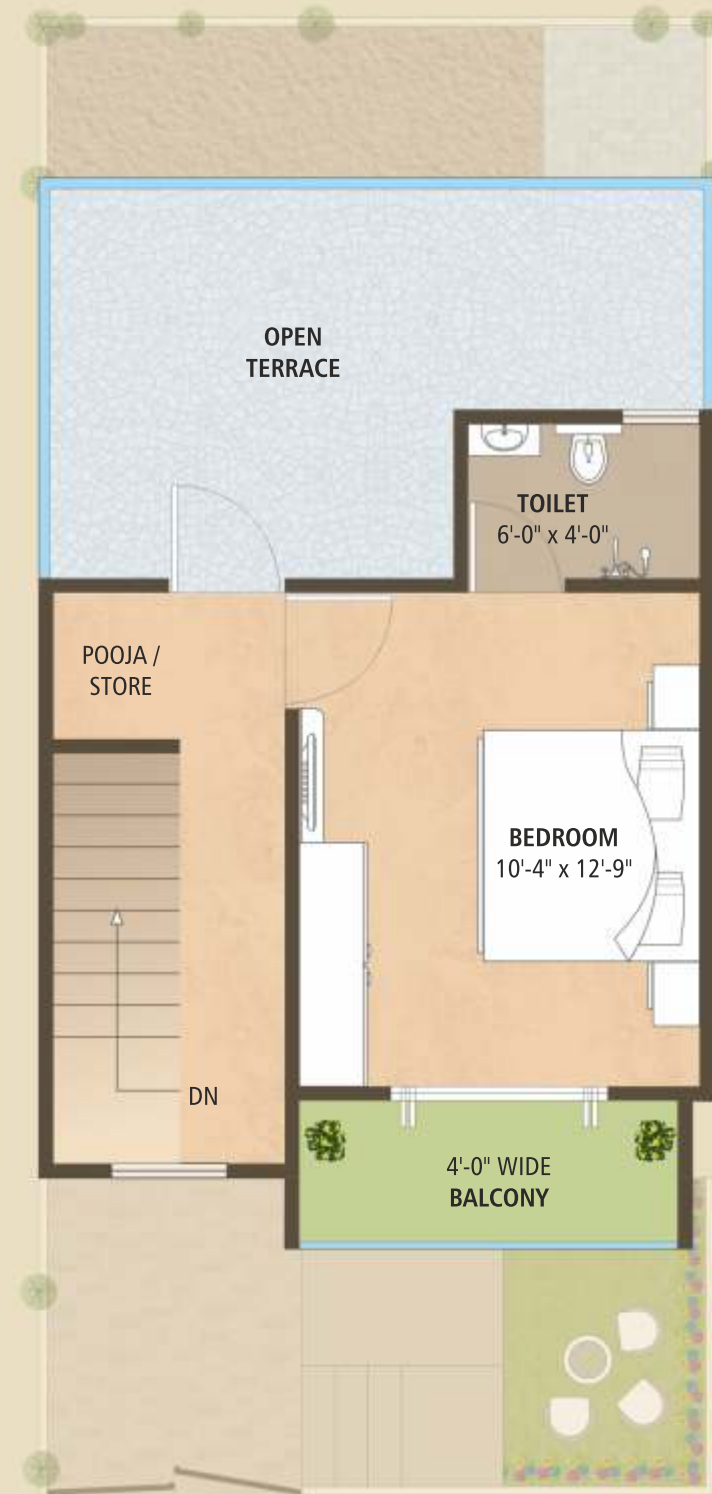 OPEN
TERRACE
TOILET
6'-0" x 4'-0"
POOJA /
STORE
BEDROOM
10'-4" x 12'-9"
DN
4'-0" WIDE
BALCONY